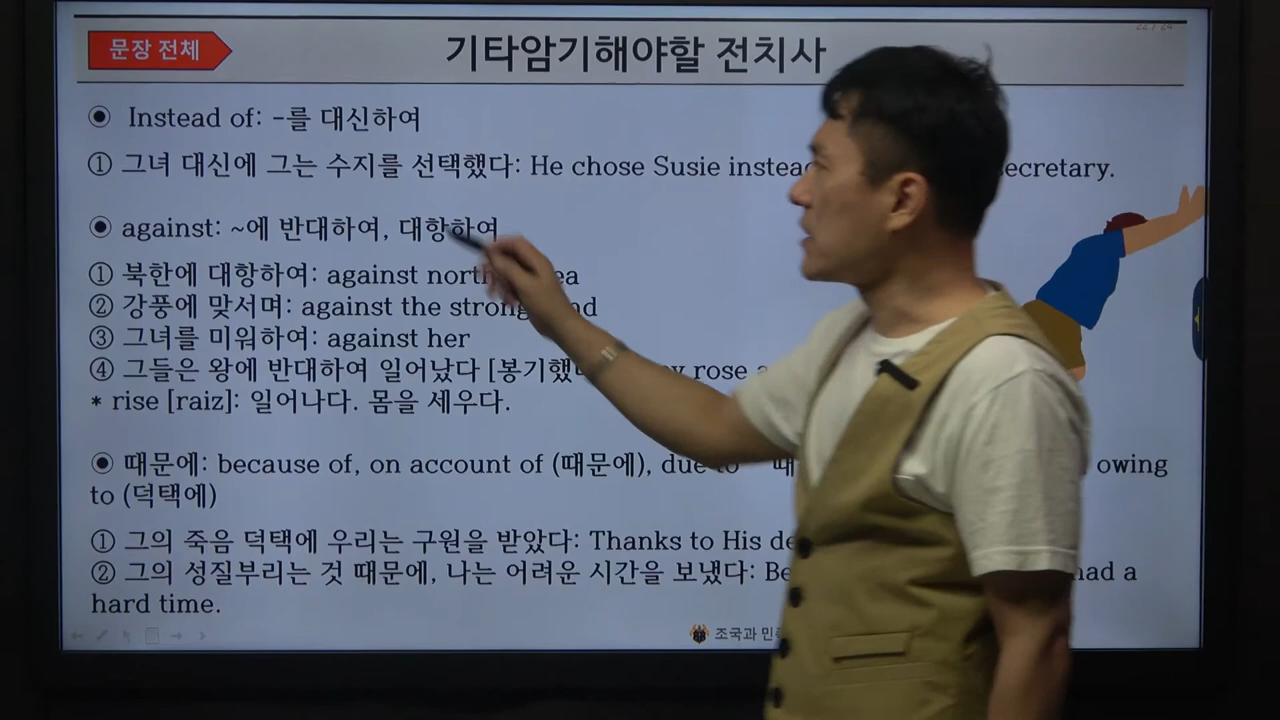 문장 전체
기타암기해야할 전치사
◉ Instead of: -를 대신하여
① 그녀 대신에 그는 수지를 선택했다: He chose Susie
◉ against: ~에 반대하여, 대항하여
① 북한에 대항하여: against
② 강풍에 맞서며: against the strong
③ 그녀를 미워하여: against her
④ 그들은 왕에 반대하여 일어났다 rose
* rise [raiz]: 일어나다. 몸을 세우다.
◉ 때문에: because of, on account of (때문에), due to owing
to (덕택에)
① 그의 죽음 덕택에 우리는 구원을 받았다: Thanks to His
② 그의 성질부리는 것 때문에, 나는 어려운 시간을 보냈다: had a
hard time.
조국과